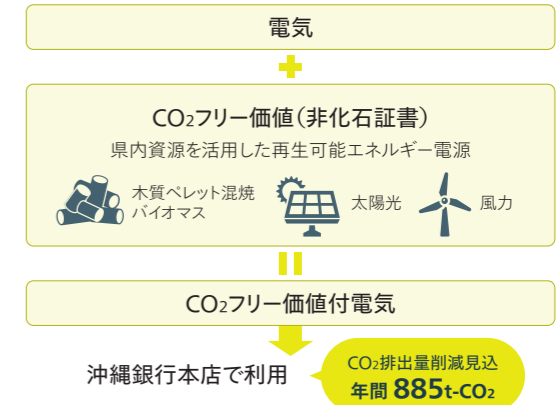 電気
CO2フリー価値（非化石証書）
県内資源を活用した再生可能エネルギー電源
木質ペレット混焼
バイオマス
太陽光
風力
CO2フリー価値付電気
沖縄銀行本店で利用
CO2排出量削減見込
年間 885t-CO2